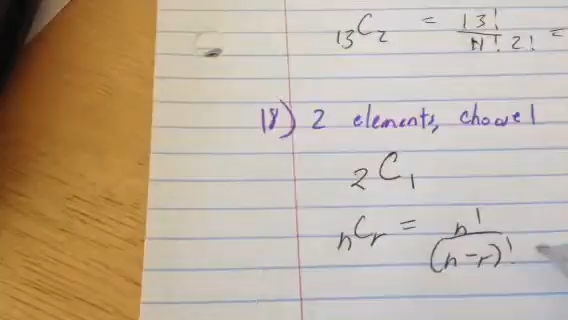 ₁₃C₂ = 13! / 11! 2! =
18) 2 elements, choose 1
₂C₁
ₙCᵣ = n! / (n-r)!